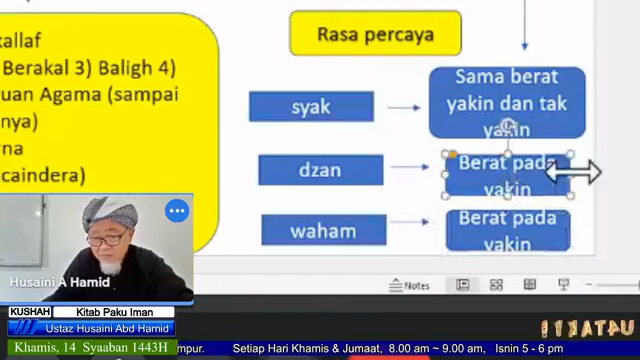 kallaf
Berakal 3) Baligh 4)
uan Agama (sampai
nya)
rna
caindera)
Rasa percaya
syak
Sama berat
yakin dan tak
yakin
dzan
Berat pada
yakin
waham
Berat pada
yakin
Notes
Husaini A Hamid
KUSHAH
Kitab Paku Iman
Ustaz Husaini Abd Hamid
Khamis, 14 Syaaban 1443H
mpur. Setiap Hari Khamis & Jumaat, 8.00 am ~ 9.00 am, Isnin 5 - 6 pm